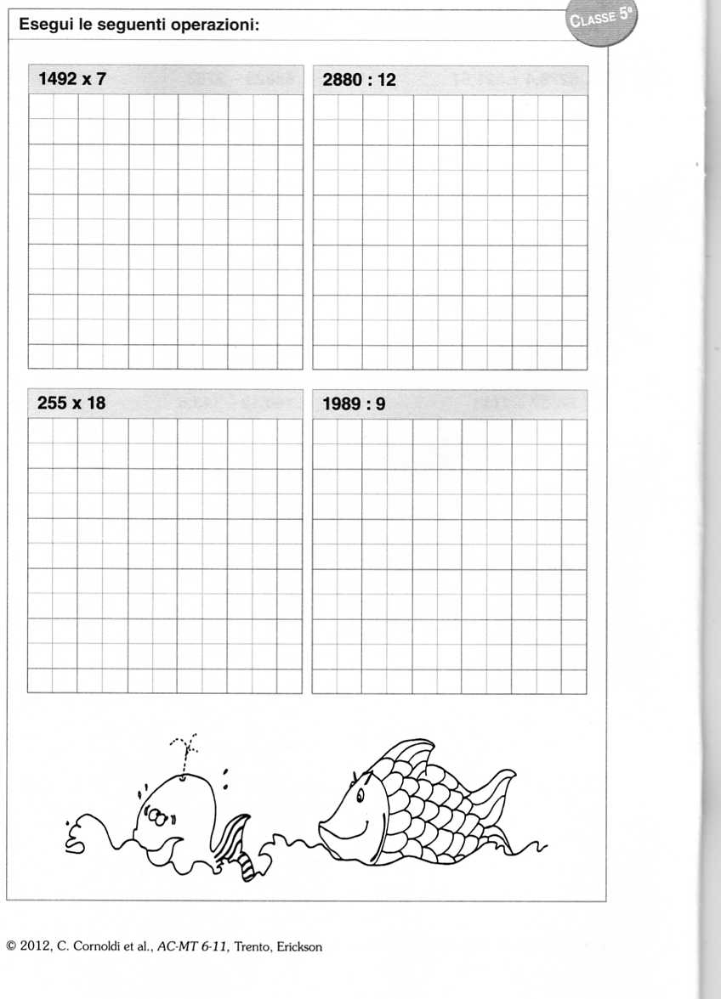 Esegui le seguenti operazioni:
CLASSE 5ª
1492 x 7
2880 : 12
255 x 18
1989 : 9
© 2012, C. Cornoldi et al., AC-MT 6-11, Trento, Erickson